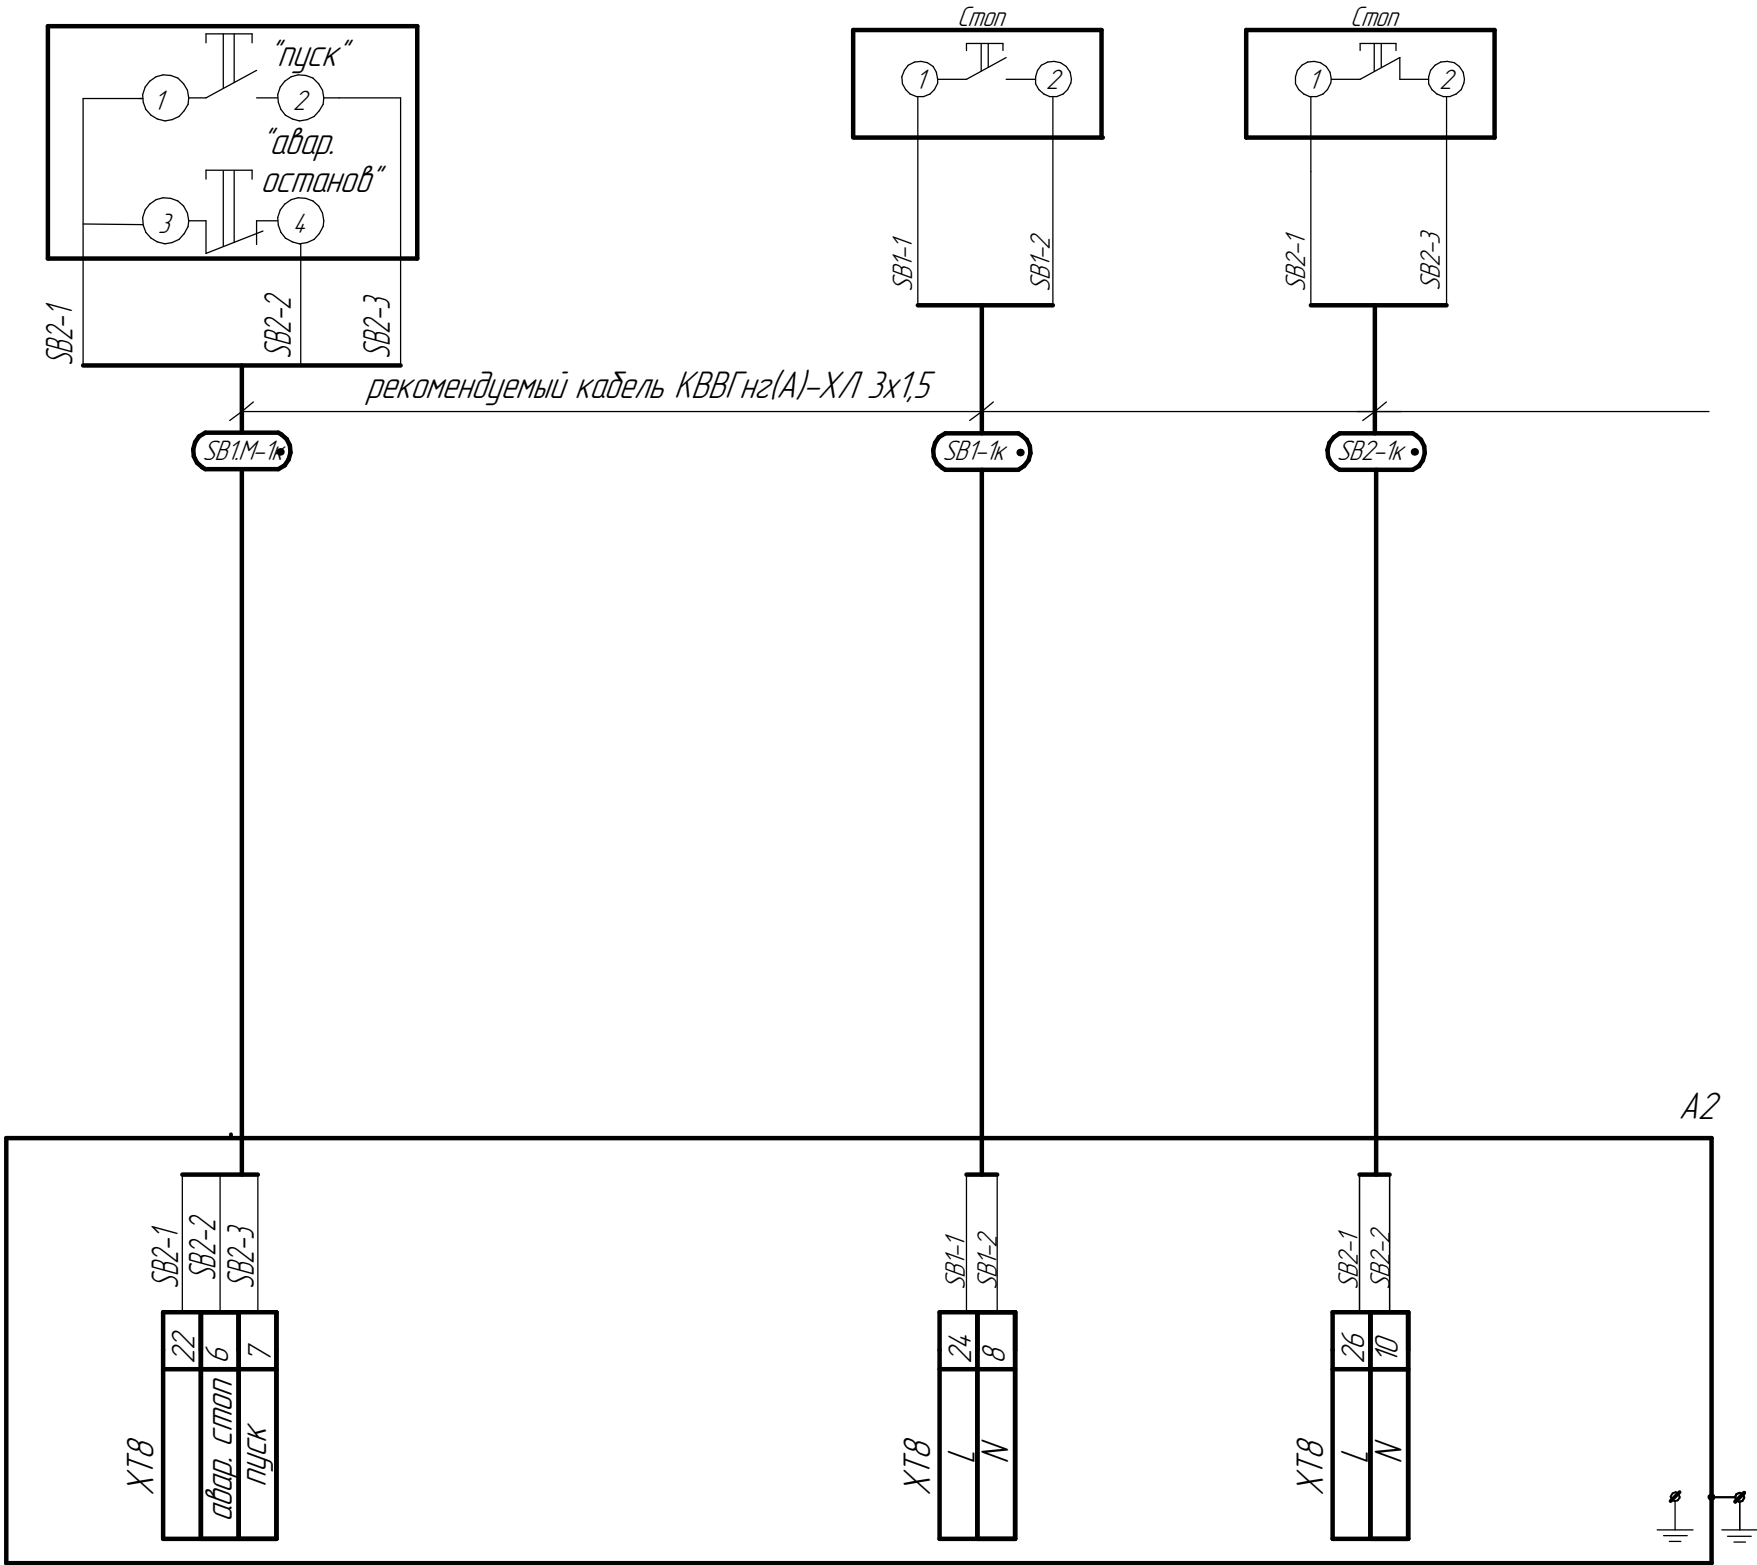 Стоп
Стоп
"пуск"
1
2
1
2
1
2
"авар.
останов"
3
4
SB2-1
SB2-2
SB2-3
SB1-1
SB1-2
SB2-1
SB2-3
рекомендуемый кабель КВВГнг(А)-ХЛ 3х1,5
SB1.M-1к
SB1-1к
SB2-1к
А2
SB2-1
SB2-2
SB2-3
SB1-1
SB1-2
SB2-1
SB2-2
22
6
7
24
8
26
10
XT8
авар. стоп
пуск
XT8
L
N
XT8
L
N